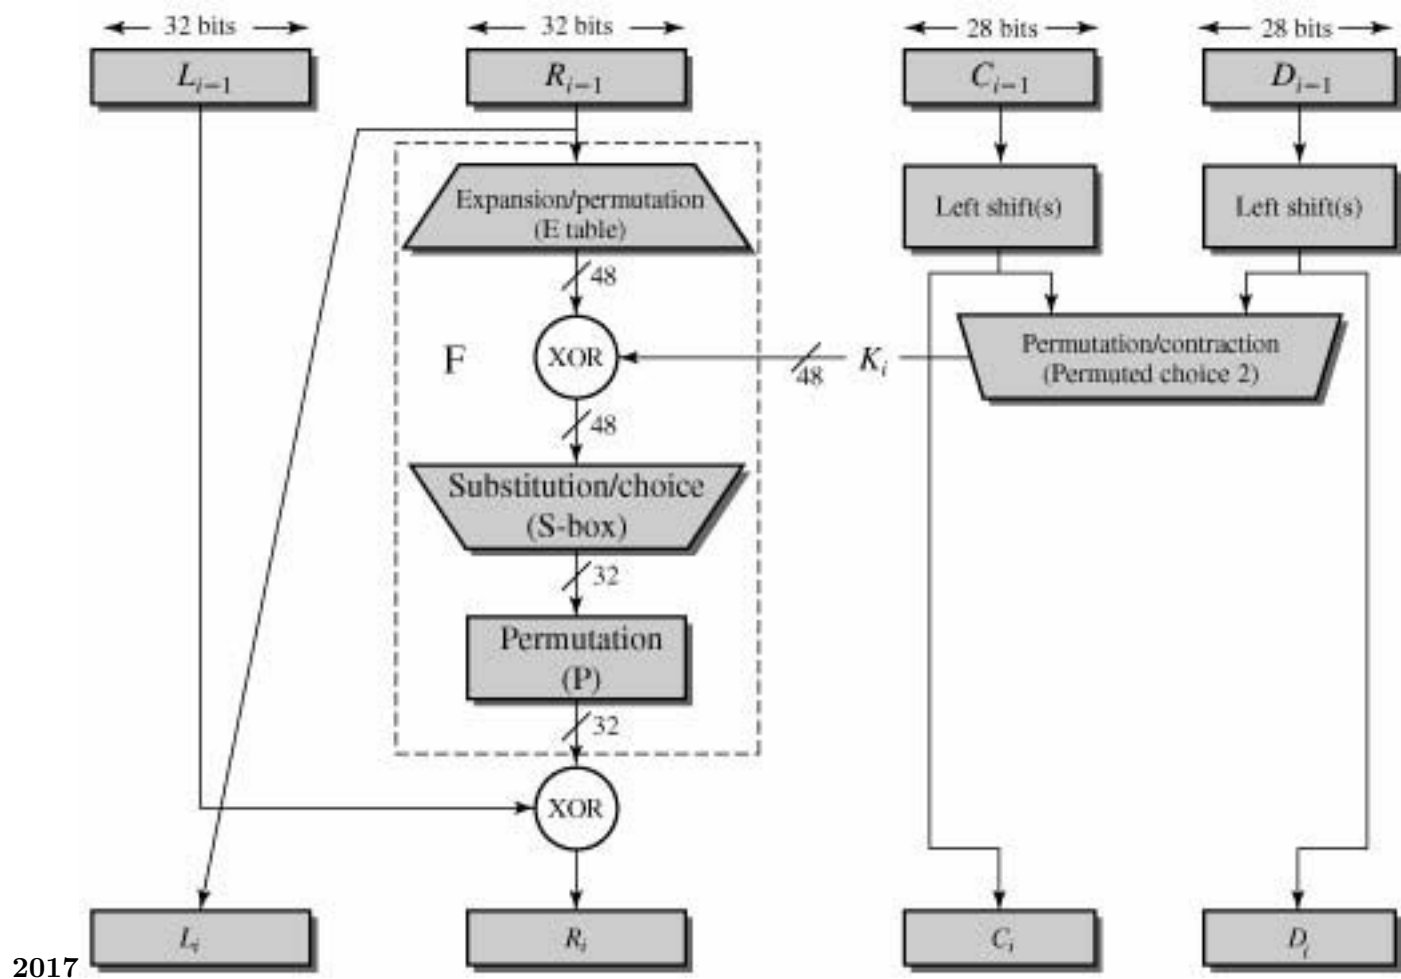 32 bits 32 bits 28 bits 28 bits
L_{i-1} R_{i-1} C_{i-1} D_{i-1}
Expansion/permutation
(E table)
Left shift(s) Left shift(s)
48
F XOR 48 K_i
Permutation/contraction
(Permuted choice 2)
48
Substitution/choice
(S-box)
32
Permutation
(P)
32
XOR
L_i R_i C_i D_i
2017